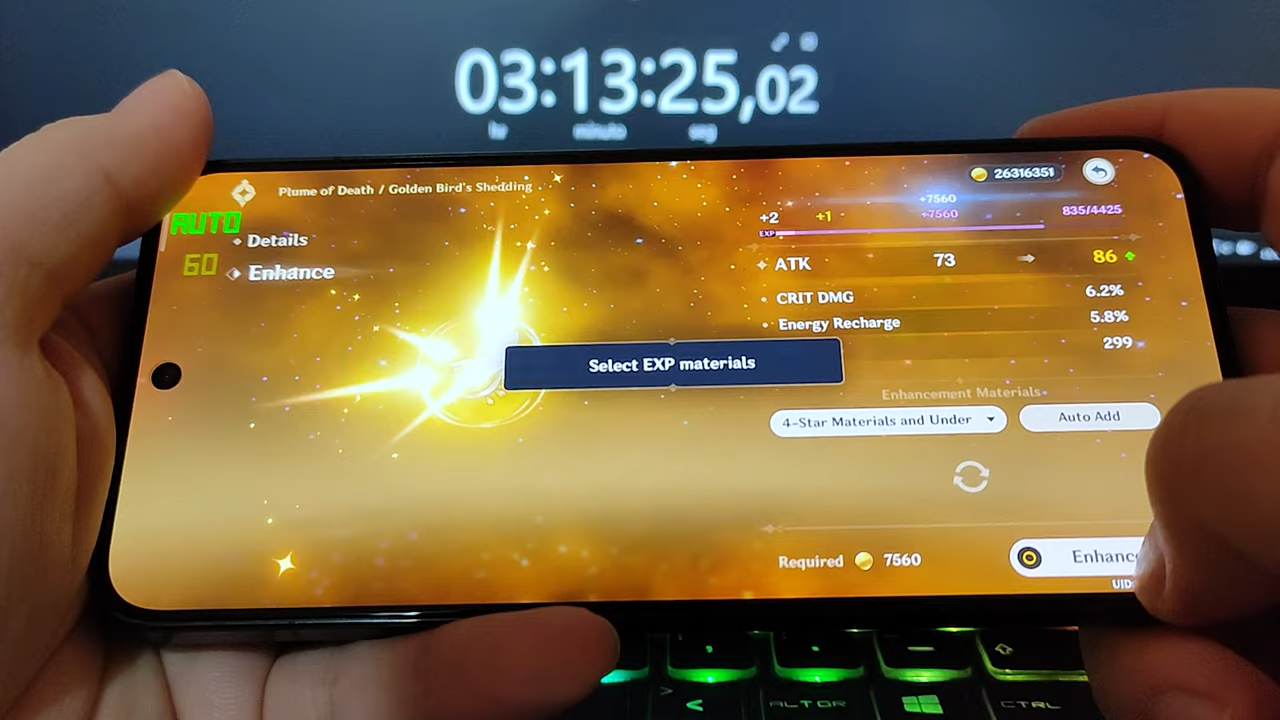 03:13:25,02
hr minuto seg
Plume of Death / Golden Bird's Shedding
26316351
AUTO
60
Details
Enhance
+7560
+2 +1 +7560 835/4425
EXP
ATK 73 86
CRIT DMG 6.2%
Energy Recharge 5.8%
299
Select EXP materials
Enhancement Materials
4-Star Materials and Under Auto Add
Required 7560 Enhanc
UID:
ALT GR CTRL